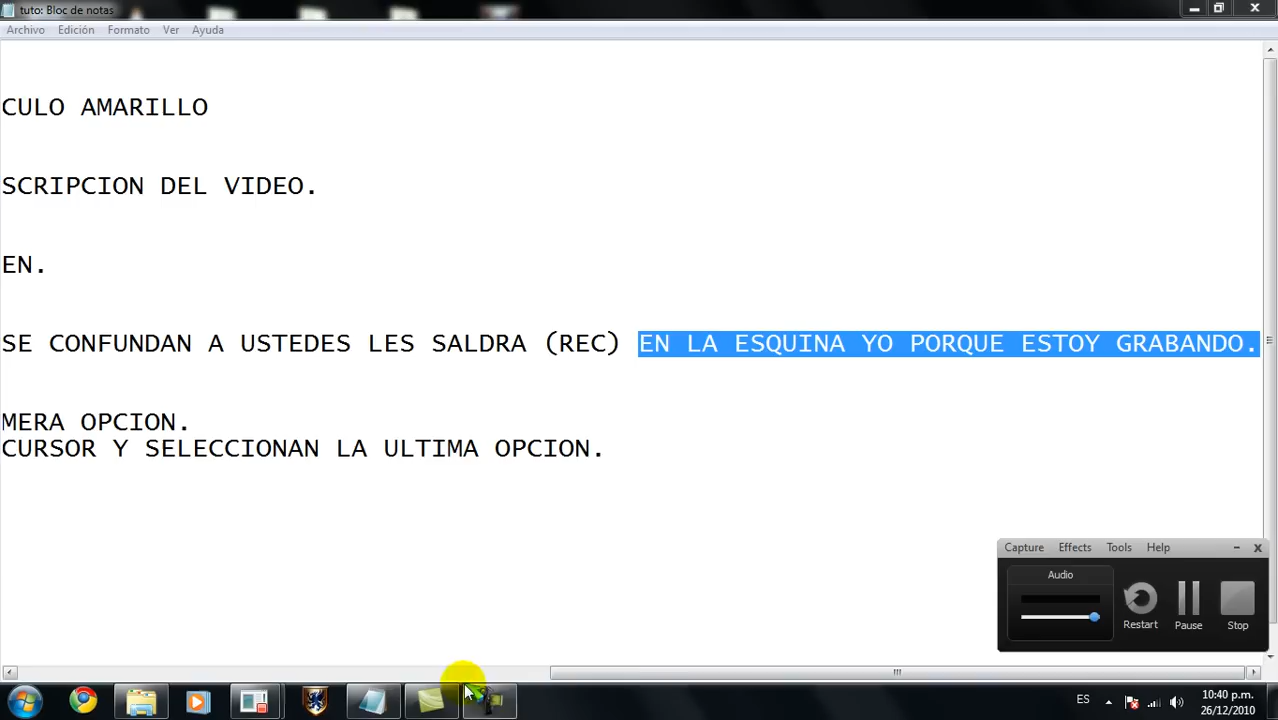 tuto: Bloc de notas
Archivo Edición Formato Ver Ayuda
CULO AMARILLO
SCRIPCION DEL VIDEO.
EN.
SE CONFUNDAN A USTEDES LES SALDRA (REC) EN LA ESQUINA YO PORQUE ESTOY GRABANDO.
MERA OPCION.
CURSOR Y SELECCIONAN LA ULTIMA OPCION.
Capture Effects Tools Help
Audio
Restart Pause Stop
ES
10:40 p.m.
26/12/2010